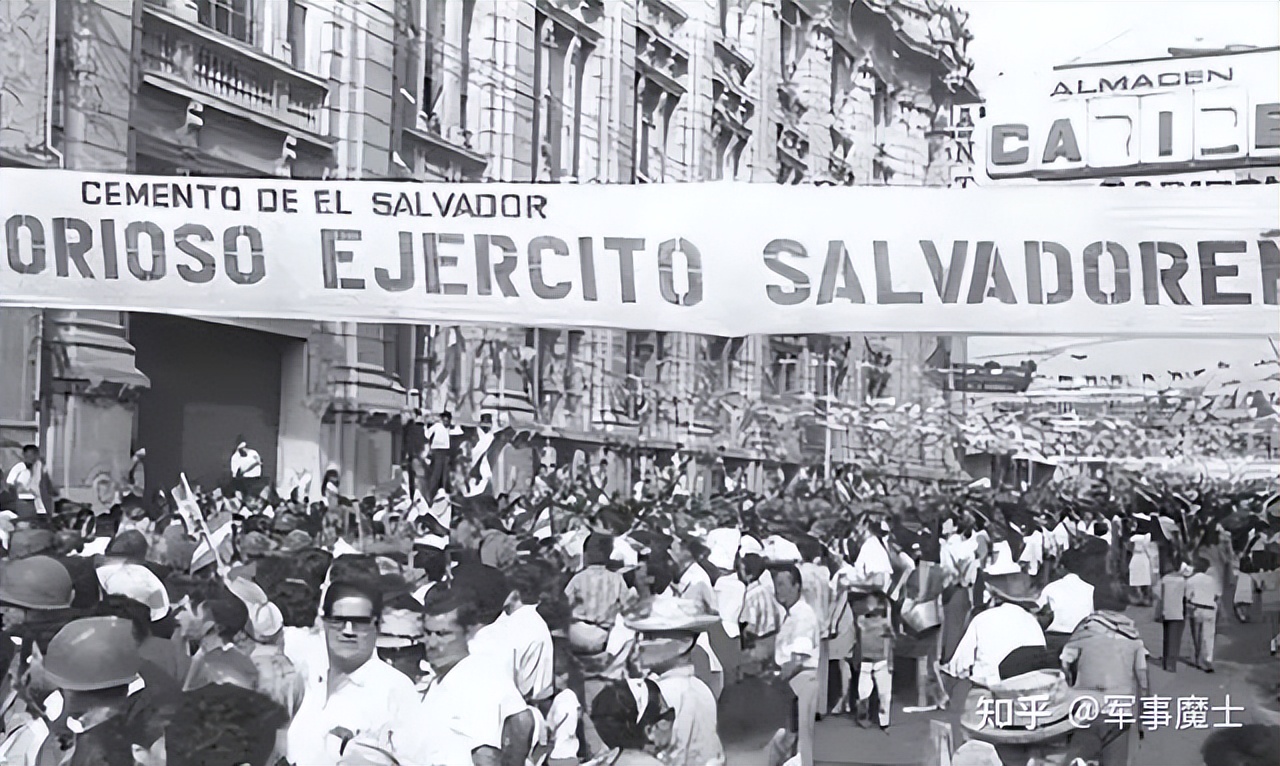 ALMACEN
CEMENTO DE EL SALVADOR
ORIOSO EJERCITO SALVADOREN
知乎 @军事魔士